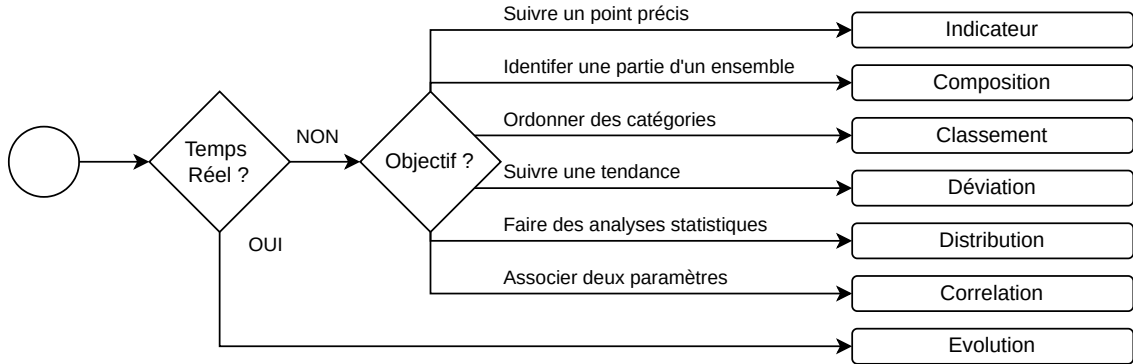 Suivre un point précis
Indicateur
Identifer une partie d'un ensemble
Composition
Ordonner des catégories
Classement
Temps
Réel ?
NON
Objectif ?
Suivre une tendance
Déviation
OUI
Faire des analyses statistiques
Distribution
Associer deux paramètres
Correlation
Evolution